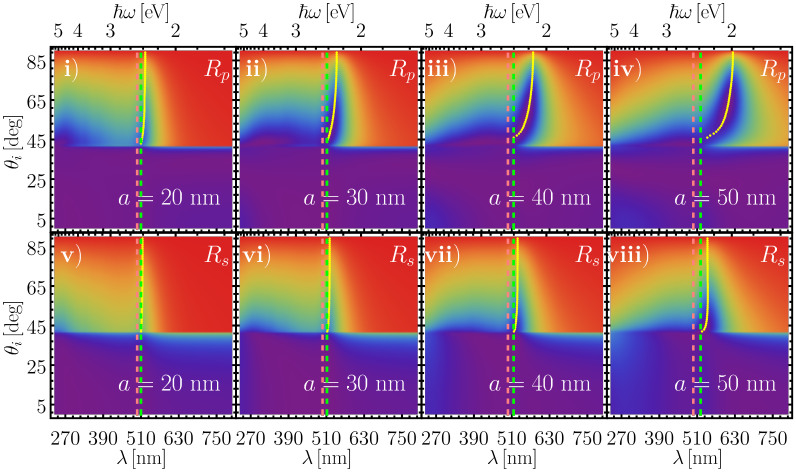 ħω [eV] ħω [eV] ħω [eV] ħω [eV]
5 4 3 2 5 4 3 2 5 4 3 2 5 4 3 2
85 i) Rp ii) Rp iii) Rp iv) Rp
65
45
θi [deg]
25
5
a = 20 nm a = 30 nm a = 40 nm a = 50 nm
85 v) Rs vi) Rs vii) Rs viii) Rs
65
45
θi [deg]
25
5
a = 20 nm a = 30 nm a = 40 nm a = 50 nm
270 390 510 630 750 270 390 510 630 750 270 390 510 630 750 270 390 510 630 750
λ [nm] λ [nm] λ [nm] λ [nm]